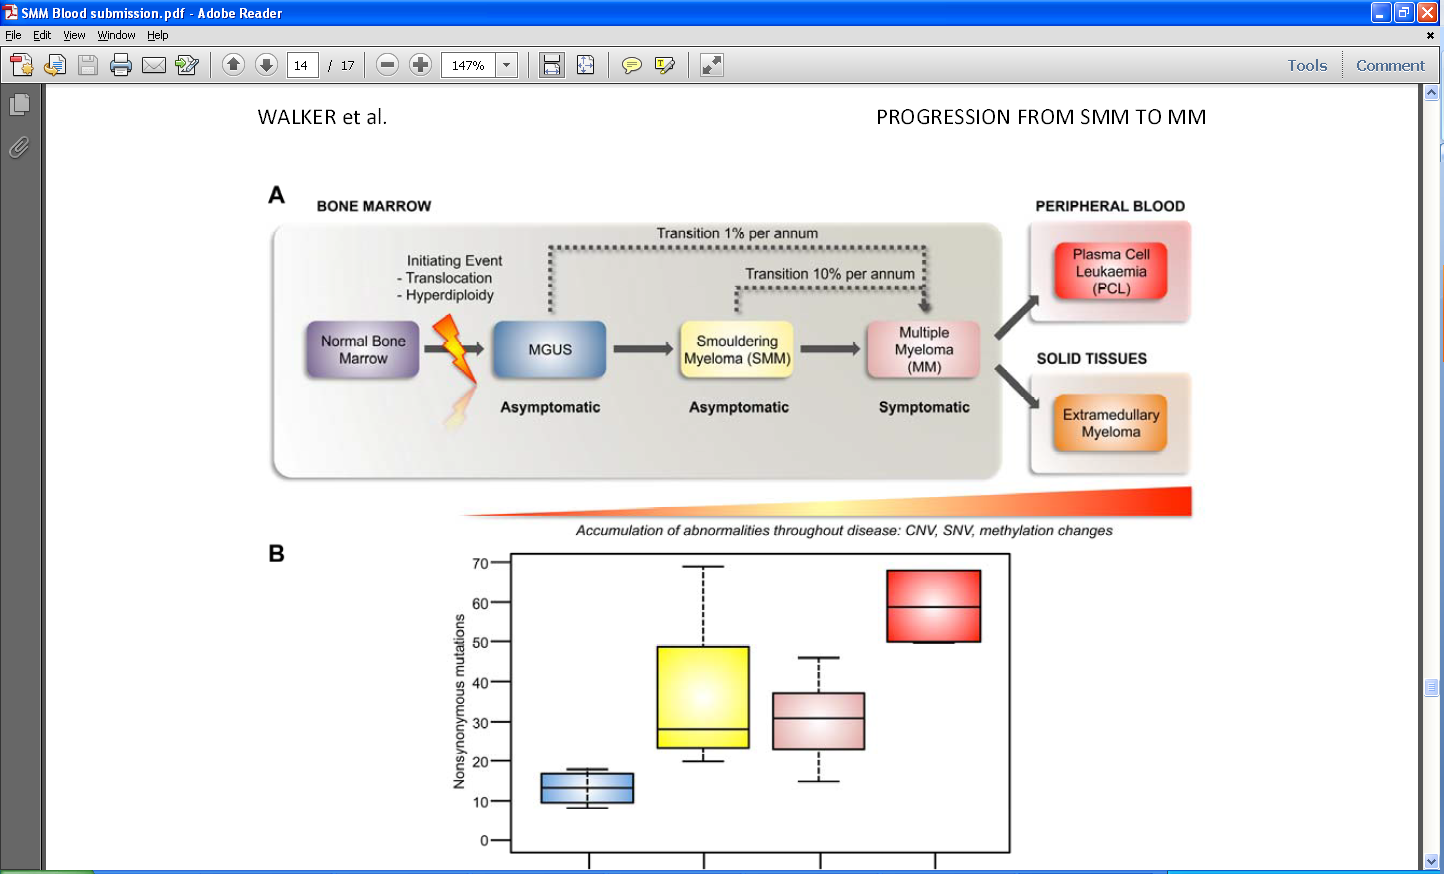 SMM Blood submission.pdf - Adobe Reader
File Edit View Window Help
14 / 17
147%
Tools
Comment
WALKER et al.
PROGRESSION FROM SMM TO MM
A
BONE MARROW
PERIPHERAL BLOOD
Transition 1% per annum
Initiating Event
- Translocation
- Hyperdiploidy
Transition 10% per annum
Plasma Cell
Leukaemia
(PCL)
Normal Bone
Marrow
MGUS
Smouldering
Myeloma (SMM)
Multiple
Myeloma
(MM)
SOLID TISSUES
Asymptomatic
Asymptomatic
Symptomatic
Extramedullary
Myeloma
Accumulation of abnormalities throughout disease: CNV, SNV, methylation changes
B
Nonsynonymous mutations
70
60
50
40
30
20
10
0